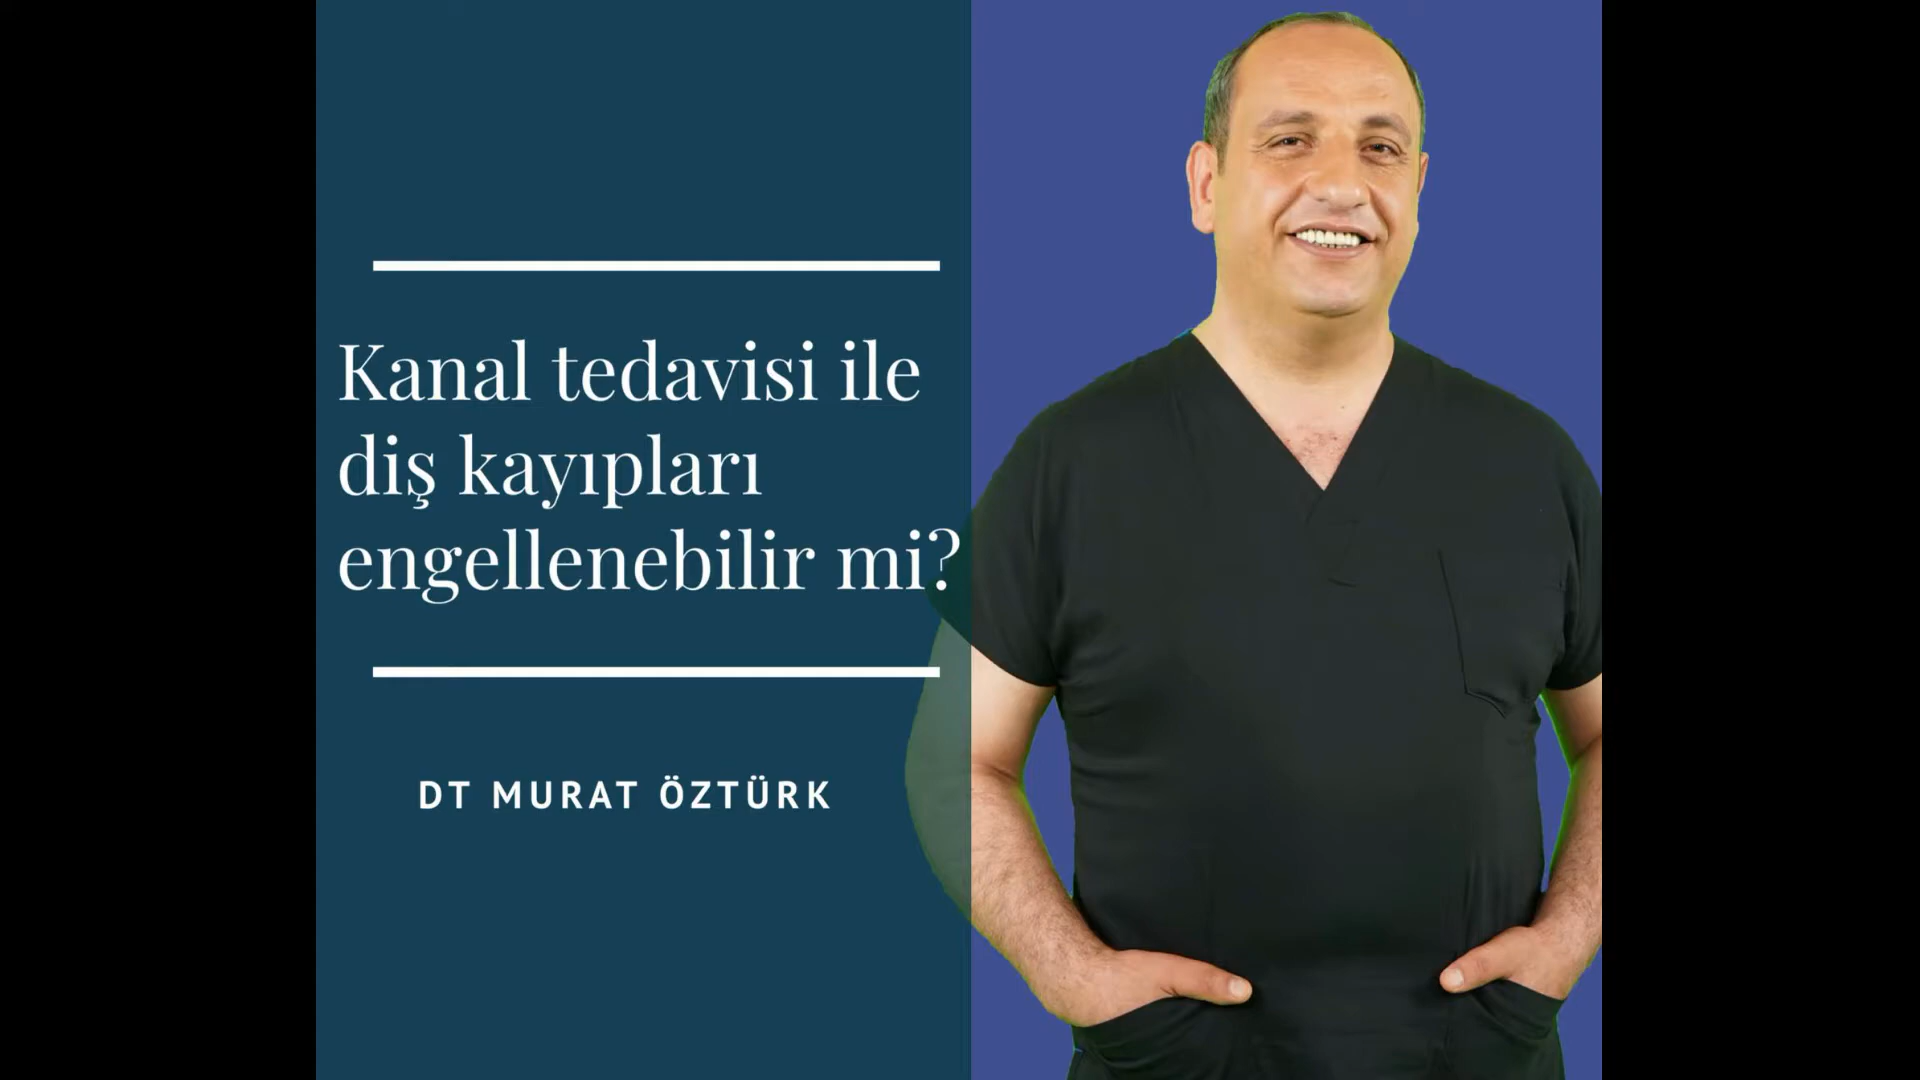 Kanal tedavisi ile
diş kayıpları
engellenebilir mi?
DT MURAT ÖZTÜRK